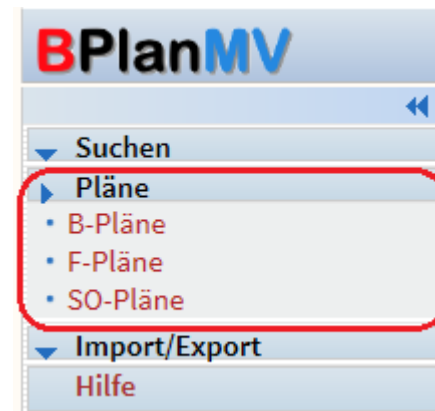 BPlanMV
Suchen
Pläne
B-Pläne
F-Pläne
SO-Pläne
Import/Export
Hilfe